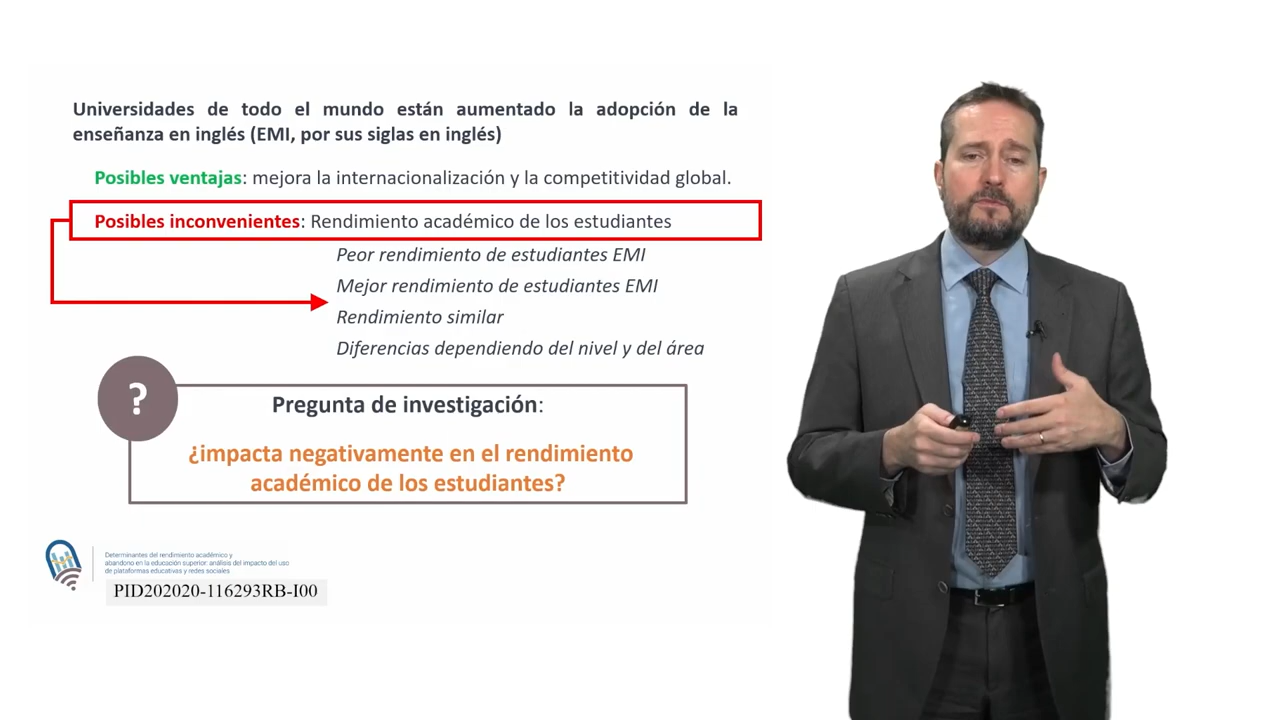 Universidades de todo el mundo están aumentado la adopción de la
enseñanza en inglés (EMI, por sus siglas en inglés)
Posibles ventajas: mejora la internacionalización y la competitividad global.
Posibles inconvenientes: Rendimiento académico de los estudiantes
Peor rendimiento de estudiantes EMI
Mejor rendimiento de estudiantes EMI
Rendimiento similar
Diferencias dependiendo del nivel y del área
?
Pregunta de investigación:
¿impacta negativamente en el rendimiento
académico de los estudiantes?
Determinantes del rendimiento académico y
abandono en la educación superior: análisis del impacto del uso
de plataformas educativas y redes sociales
PID202020-116293RB-I00